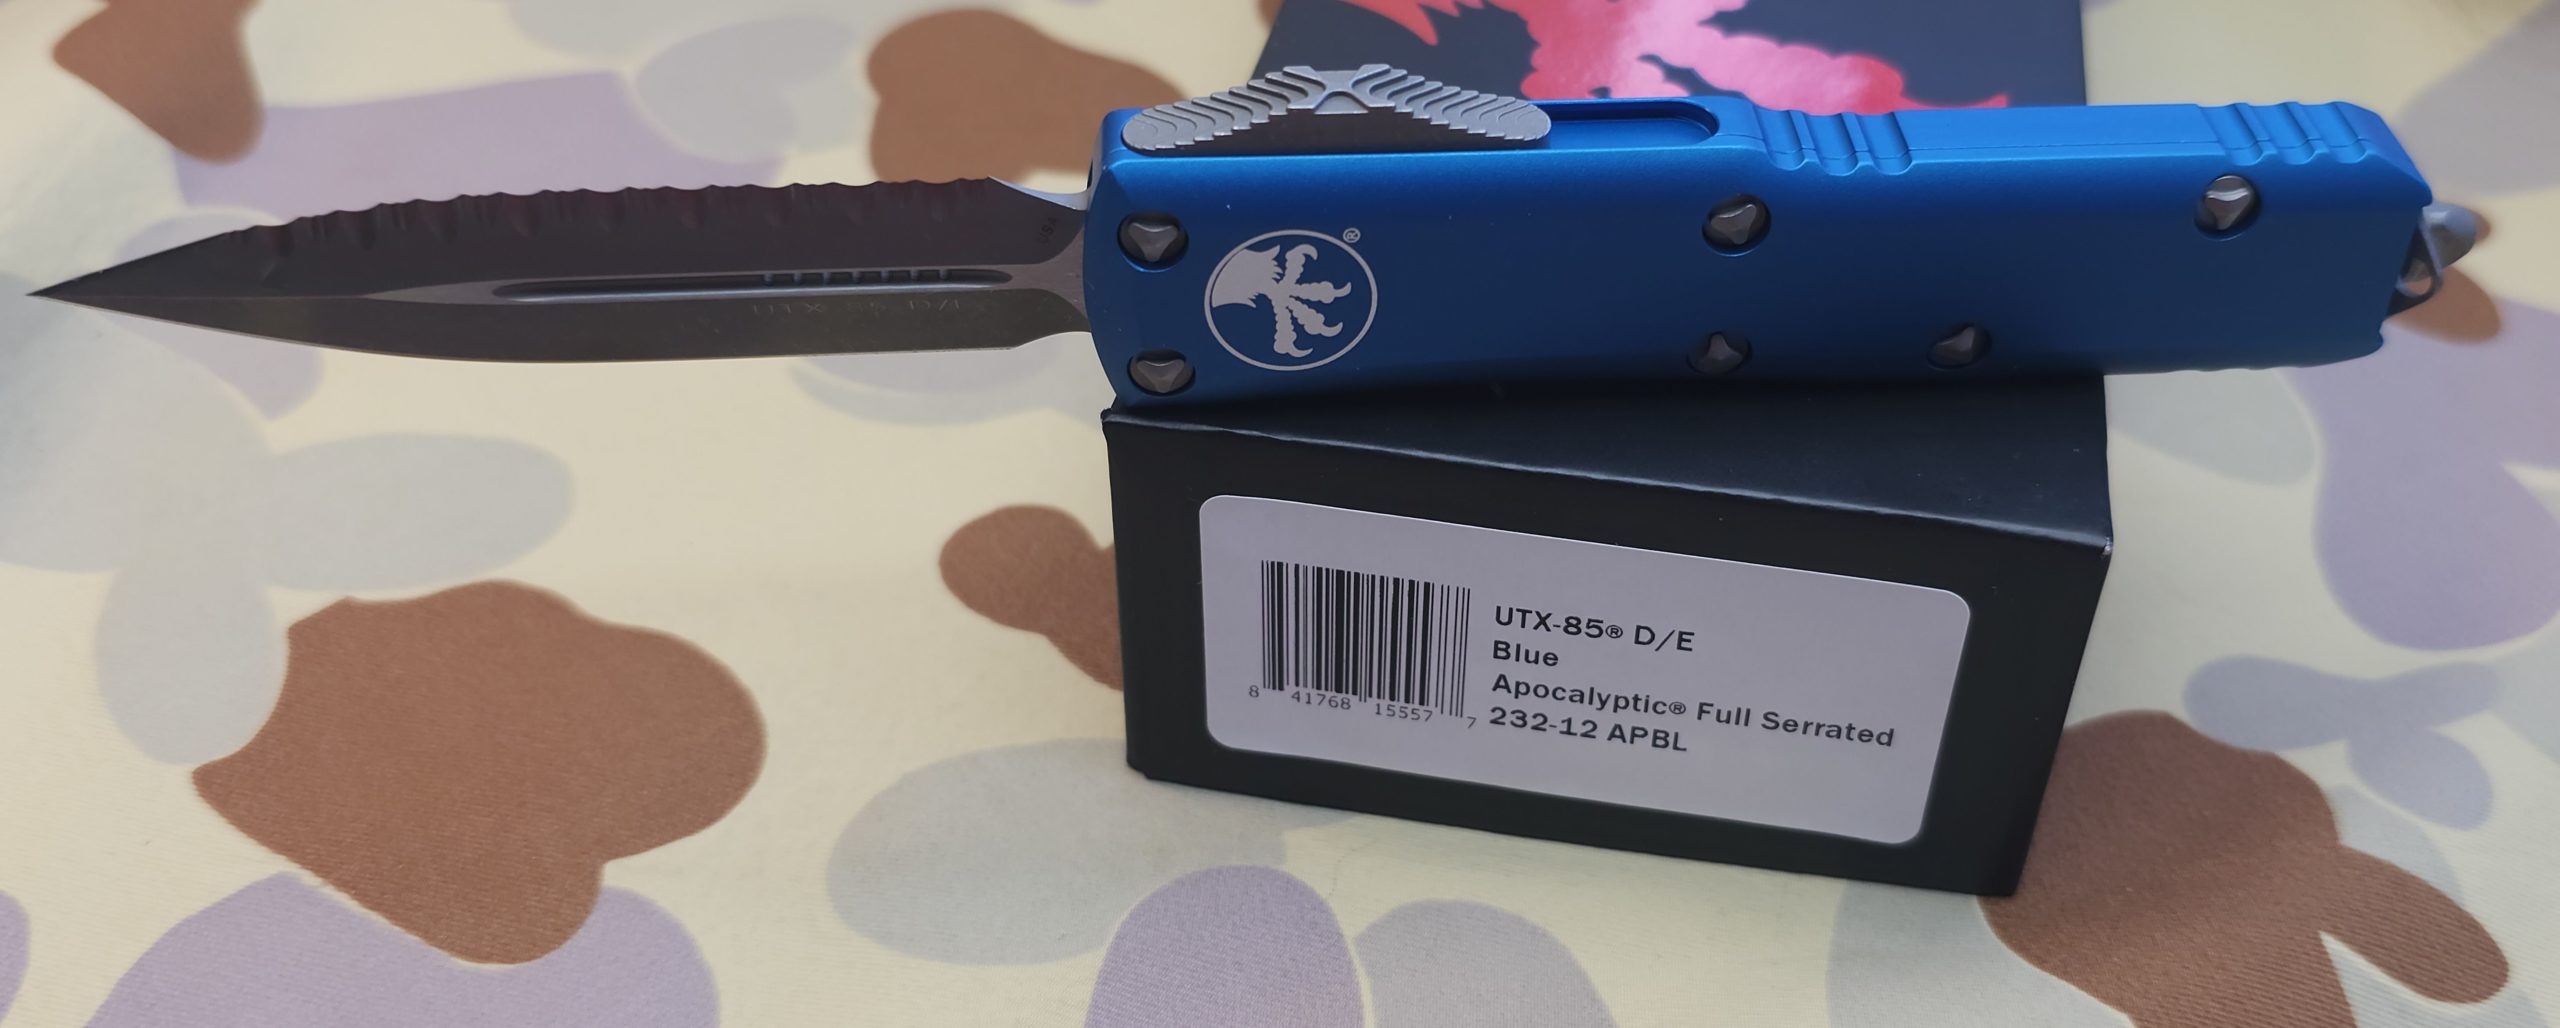 USA
UTX-85 D/E
®
UTX-85® D/E
Blue
Apocalyptic® Full Serrated
232-12 APBL
8 41768 15557 7